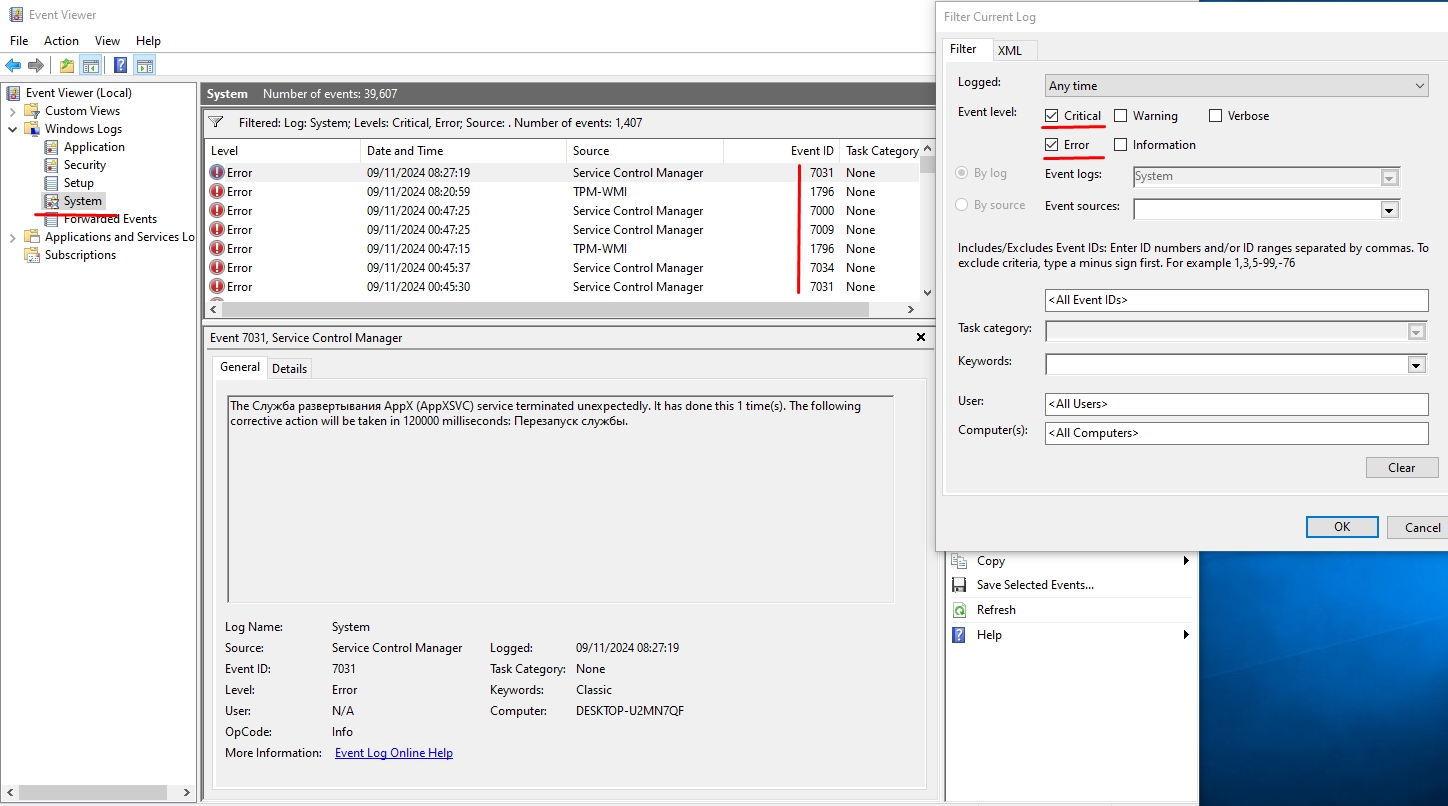 Event Viewer
File Action View Help
Event Viewer (Local)
Custom Views
Windows Logs
Application
Security
Setup
System
Forwarded Events
Applications and Services Lo
Subscriptions
System Number of events: 39,607
Filtered: Log: System; Levels: Critical, Error; Source: . Number of events: 1,407
Level Date and Time Source Event ID Task Category
Error 09/11/2024 08:27:19 Service Control Manager 7031 None
Error 09/11/2024 08:20:59 TPM-WMI 1796 None
Error 09/11/2024 00:47:25 Service Control Manager 7000 None
Error 09/11/2024 00:47:25 Service Control Manager 7009 None
Error 09/11/2024 00:47:15 TPM-WMI 1796 None
Error 09/11/2024 00:45:37 Service Control Manager 7034 None
Error 09/11/2024 00:45:30 Service Control Manager 7031 None
Event 7031, Service Control Manager
General Details
The Служба развертывания AppX (AppXSVC) service terminated unexpectedly. It has done this 1 time(s). The following
corrective action will be taken in 120000 milliseconds: Перезапуск службы.
Log Name: System
Source: Service Control Manager Logged: 09/11/2024 08:27:19
Event ID: 7031 Task Category: None
Level: Error Keywords: Classic
User: N/A Computer: DESKTOP-U2MN7QF
OpCode: Info
More Information: Event Log Online Help
Filter Current Log
Filter XML
Logged: Any time
Event level: Critical Warning Verbose
Error Information
By log Event logs: System
By source Event sources:
Includes/Excludes Event IDs: Enter ID numbers and/or ID ranges separated by commas. To
exclude criteria, type a minus sign first. For example 1,3,5-99,-76
<All Event IDs>
Task category:
Keywords:
User: <All Users>
Computer(s): <All Computers>
Clear
OK Cancel
Copy
Save Selected Events...
Refresh
Help